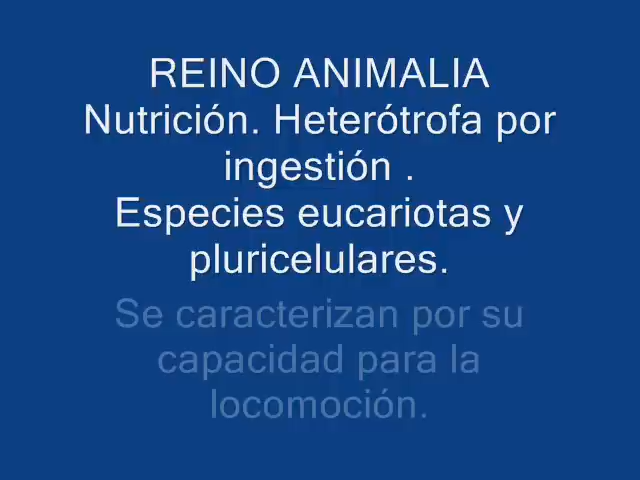 REINO ANIMALIA
Nutrición. Heterótrofa por
ingestión .
Especies eucariotas y
pluricelulares.
Se caracterizan por su
capacidad para la
locomoción.